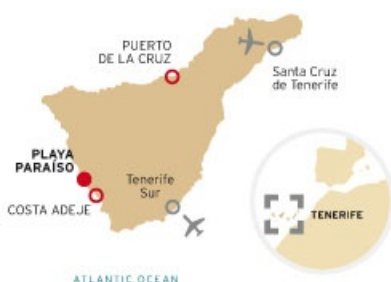 PUERTO
DE LA CRUZ
Santa Cruz
de Tenerife
PLAYA
PARAÍSO
Tenerife
Sur
COSTA ADEJE
TENERIFE
ATLANTIC OCEAN